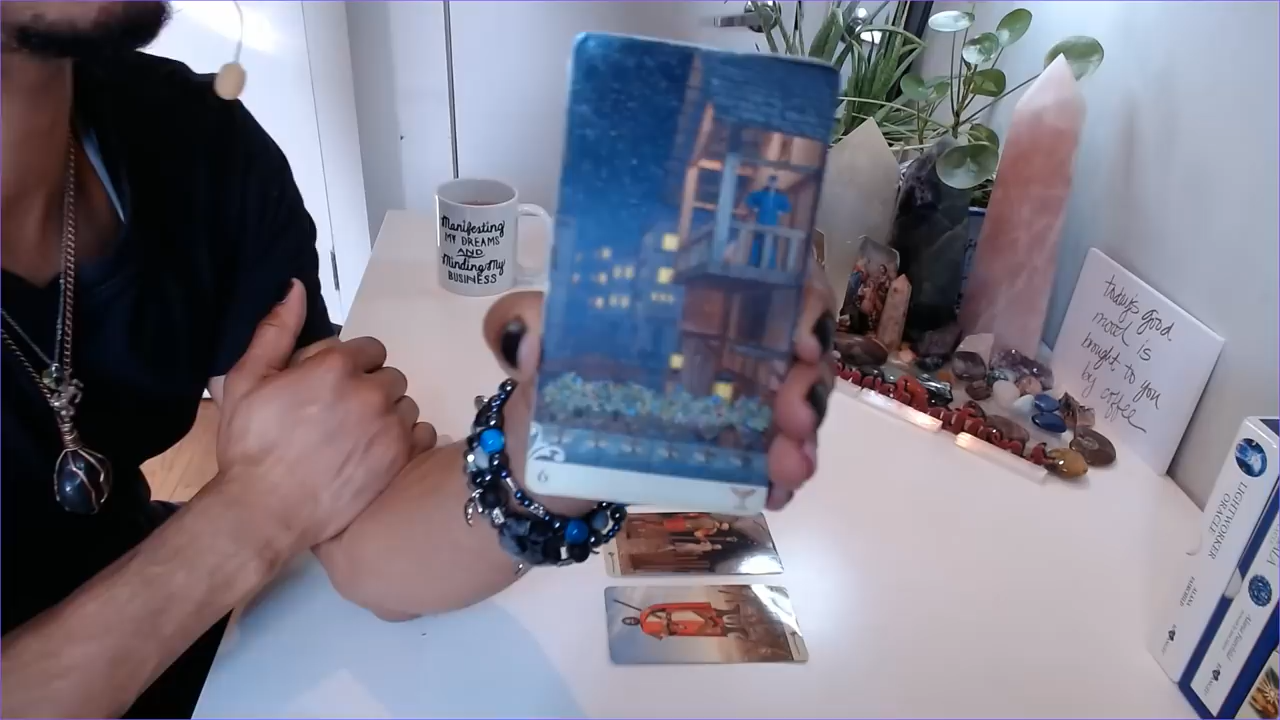 Manifesting
MY DREAMS
AND
Minding My
BUSINESS
6
today's good
mood is
brought to you
by coffee
LIGHTWORKER
ORACLE